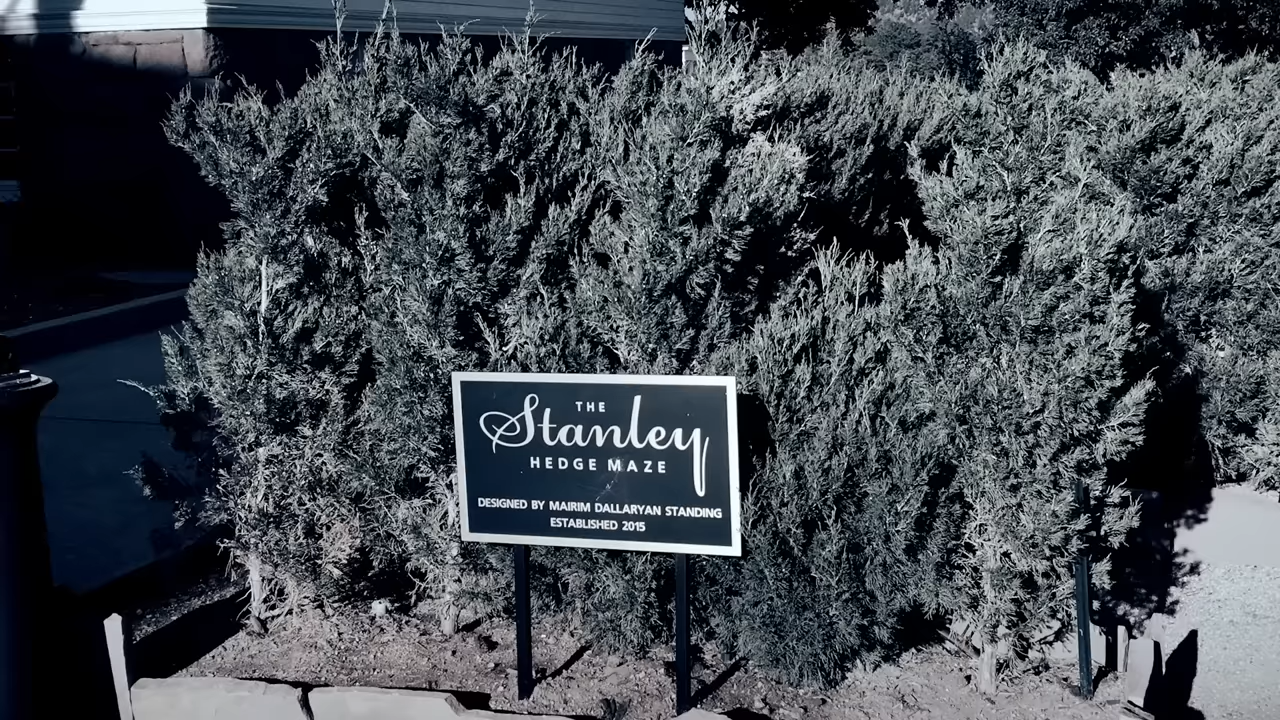 THE
Stanley
HEDGE MAZE
DESIGNED BY MAIRIM DALLARYAN STANDING
ESTABLISHED 2015